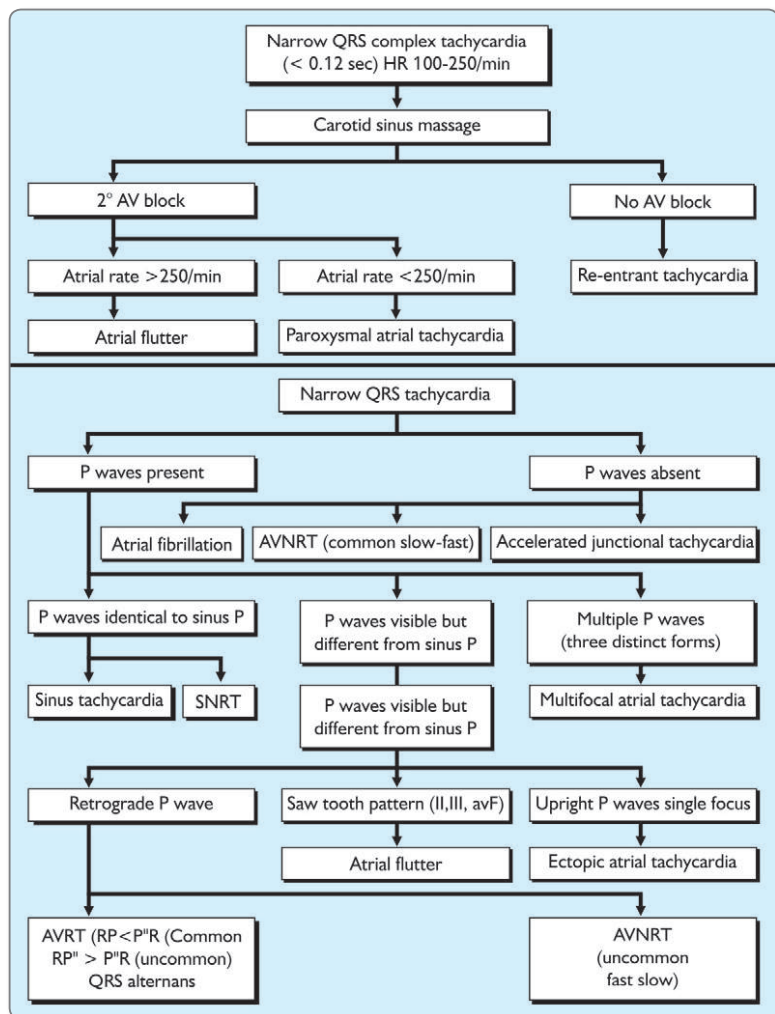 Narrow QRS complex tachycardia
(< 0.12 sec) HR 100-250/min
Carotid sinus massage
2° AV block
No AV block
Atrial rate >250/min
Atrial rate <250/min
Re-entrant tachycardia
Atrial flutter
Paroxysmal atrial tachycardia
Narrow QRS tachycardia
P waves present
P waves absent
Atrial fibrillation
AVNRT (common slow-fast)
Accelerated junctional tachycardia
P waves identical to sinus P
P waves visible but
different from sinus P
Multiple P waves
(three distinct forms)
Sinus tachycardia
SNRT
P waves visible but
different from sinus P
Multifocal atrial tachycardia
Retrograde P wave
Saw tooth pattern (II,III, avF)
Upright P waves single focus
Atrial flutter
Ectopic atrial tachycardia
AVRT (RP<P"R (Common
RP" > P"R (uncommon)
QRS alternans
AVNRT
(uncommon
fast slow)